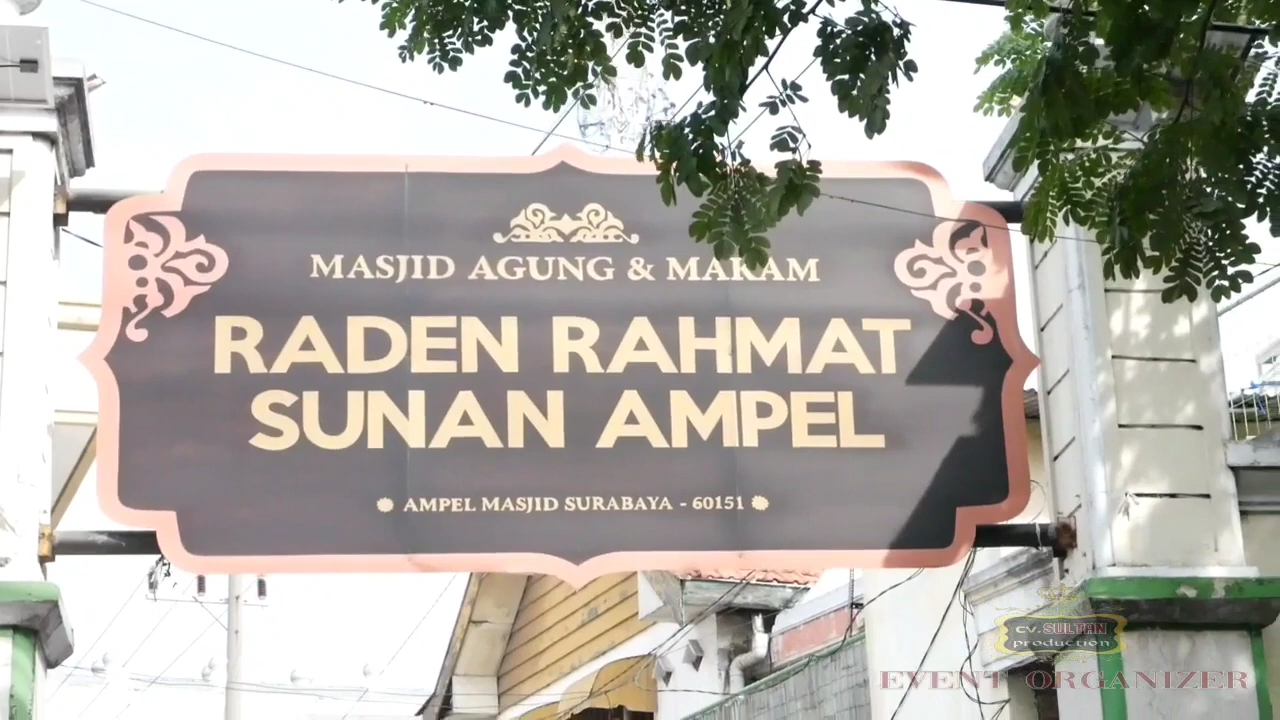 MASJID AGUNG & MAKAM
RADEN RAHMAT
SUNAN AMPEL
AMPEL MASJID SURABAYA - 60151
CV. SULTAN
production
EVENT ORGANIZER